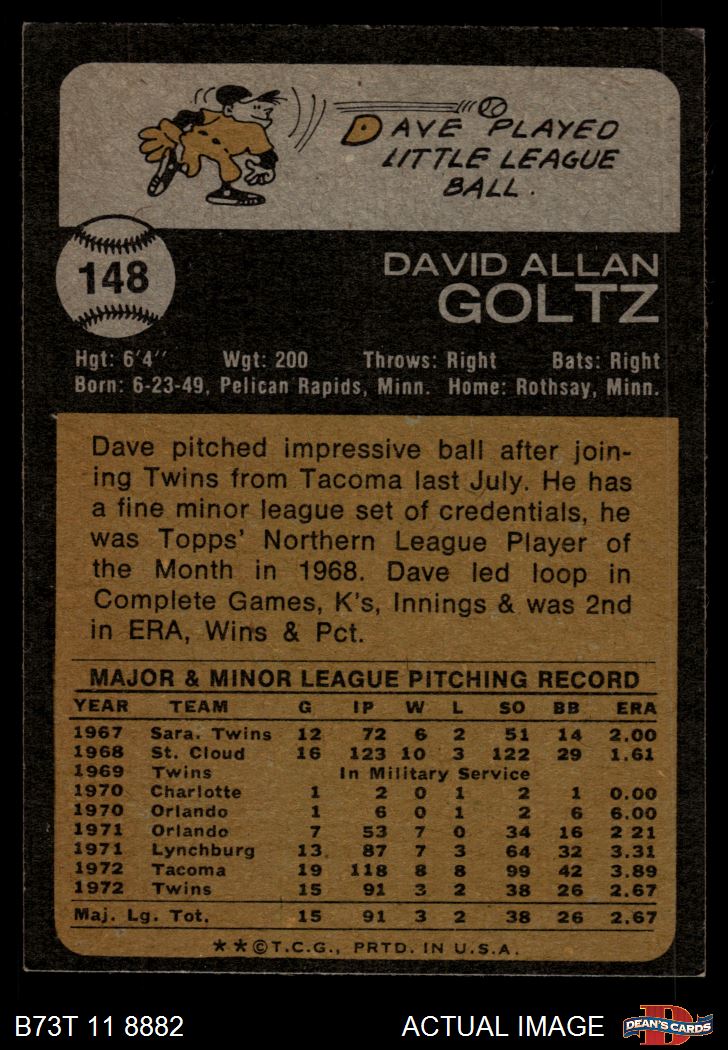 DAVE PLAYED
LITTLE LEAGUE
BALL.
148
DAVID ALLAN
GOLTZ
Hgt: 6'4" Wgt: 200 Throws: Right Bats: Right
Born: 6-23-49, Pelican Rapids, Minn. Home: Rothsay, Minn.
Dave pitched impressive ball after join-
ing Twins from Tacoma last July. He has
a fine minor league set of credentials, he
was Topps' Northern League Player of
the Month in 1968. Dave led loop in
Complete Games, K's, Innings & was 2nd
in ERA, Wins & Pct.
MAJOR & MINOR LEAGUE PITCHING RECORD
YEAR TEAM G IP W L SO BB ERA
1967 Sara. Twins 12 72 6 2 51 14 2.00
1968 St. Cloud 16 123 10 3 122 29 1.61
1969 Twins In Military Service
1970 Charlotte 1 2 0 1 2 1 0.00
1970 Orlando 1 6 0 1 2 6 6.00
1971 Orlando 7 53 7 0 34 16 2 21
1971 Lynchburg 13 87 7 3 64 32 3.31
1972 Tacoma 19 118 8 8 99 42 3.89
1972 Twins 15 91 3 2 38 26 2.67
Maj. Lg. Tot. 15 91 3 2 38 26 2.67
**©T.C.G., PRTD. IN U.S.A.
B73T 11 8882 ACTUAL IMAGE
D
DEAN'S CARDS